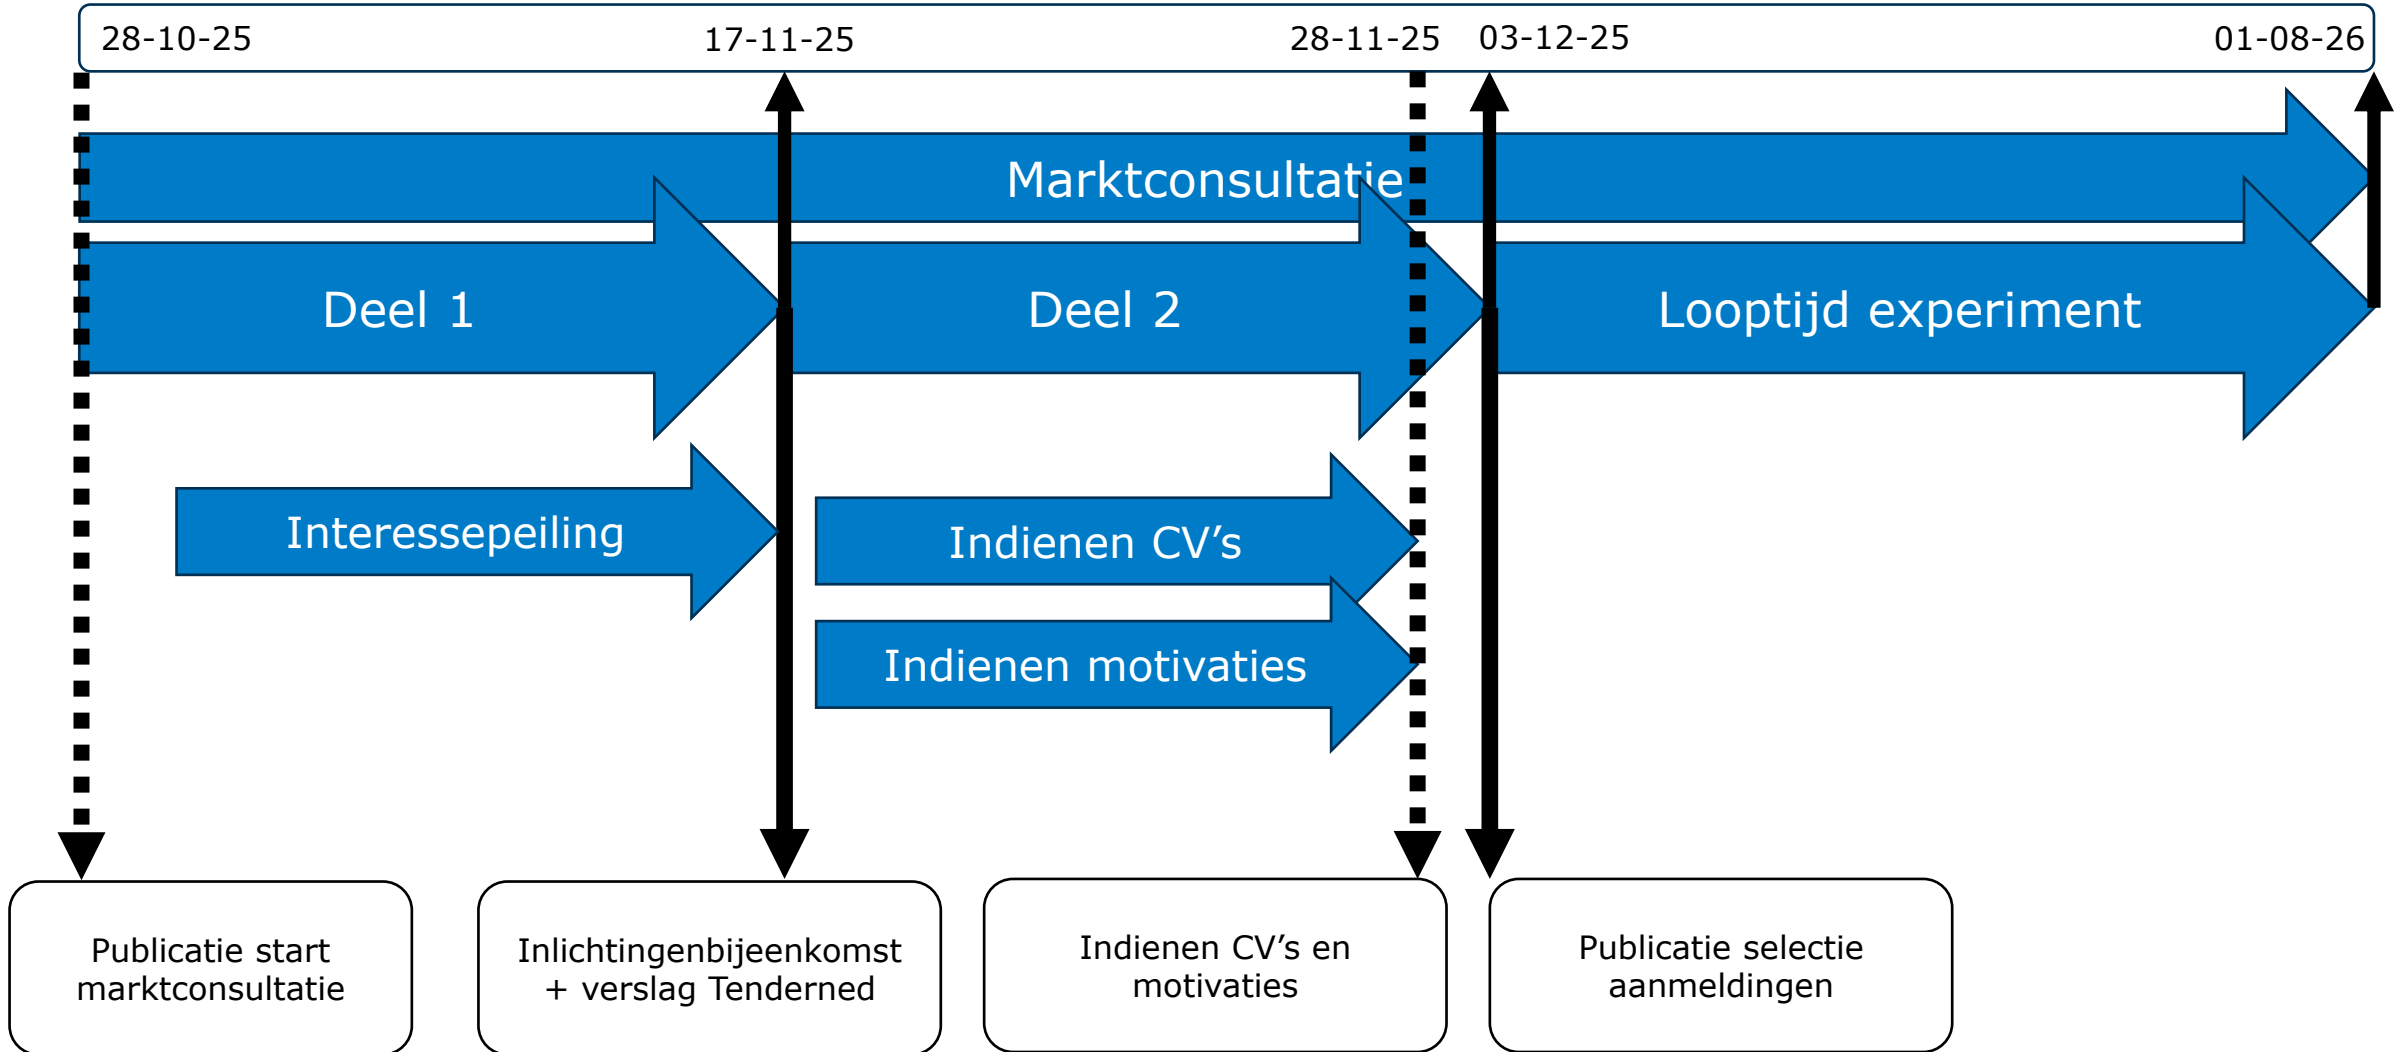 28-10-25 17-11-25 28-11-25 03-12-25 01-08-26
Marktconsultatie
Deel 1 Deel 2 Looptijd experiment
Interessepeiling
Indienen CV’s
Indienen motivaties
Publicatie start
marktconsultatie
Inlichtingenbijeenkomst
+ verslag Tenderned
Indienen CV’s en
motivaties
Publicatie selectie
aanmeldingen